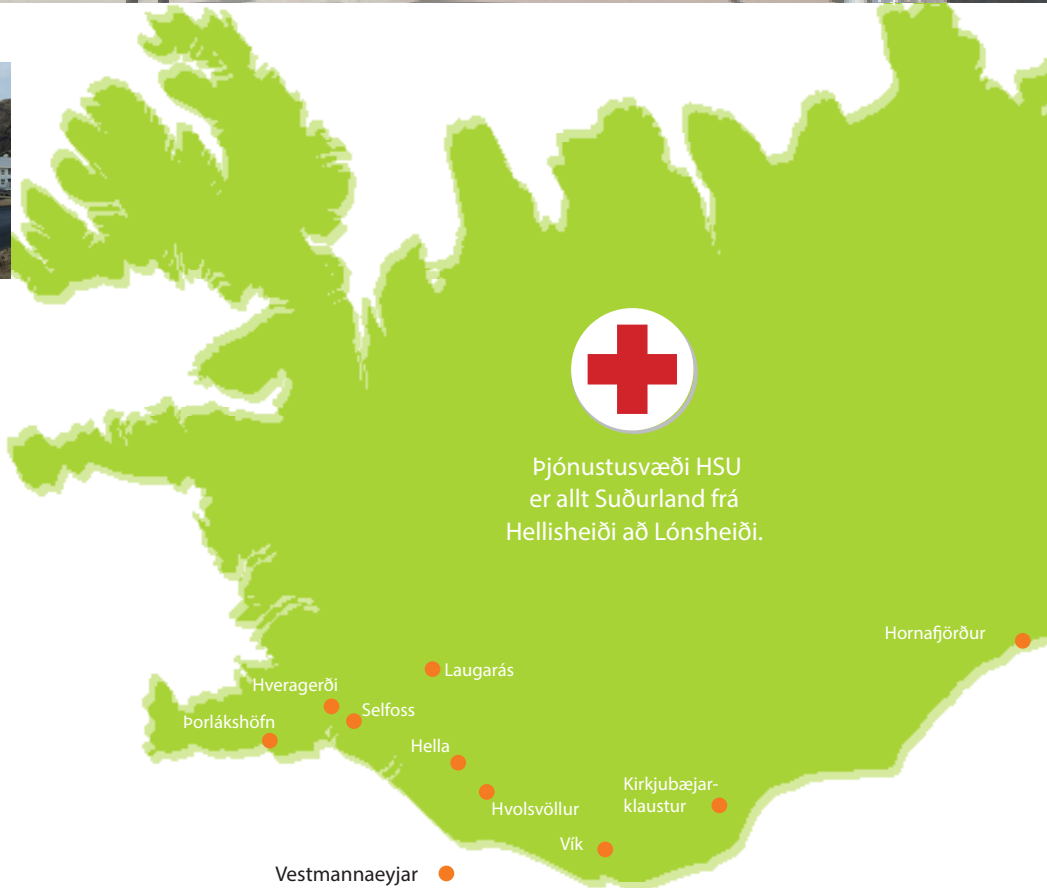 Þjónustusvæði HSU
er allt Suðurland frá
Hellisheiði að Lónsheiði.
Hornafjörður
Laugarás
Hveragerði
Selfoss
Þorlákshöfn
Hella
Kirkjubæjar-
klaustur
Hvolsvöllur
Vík
Vestmannaeyjar